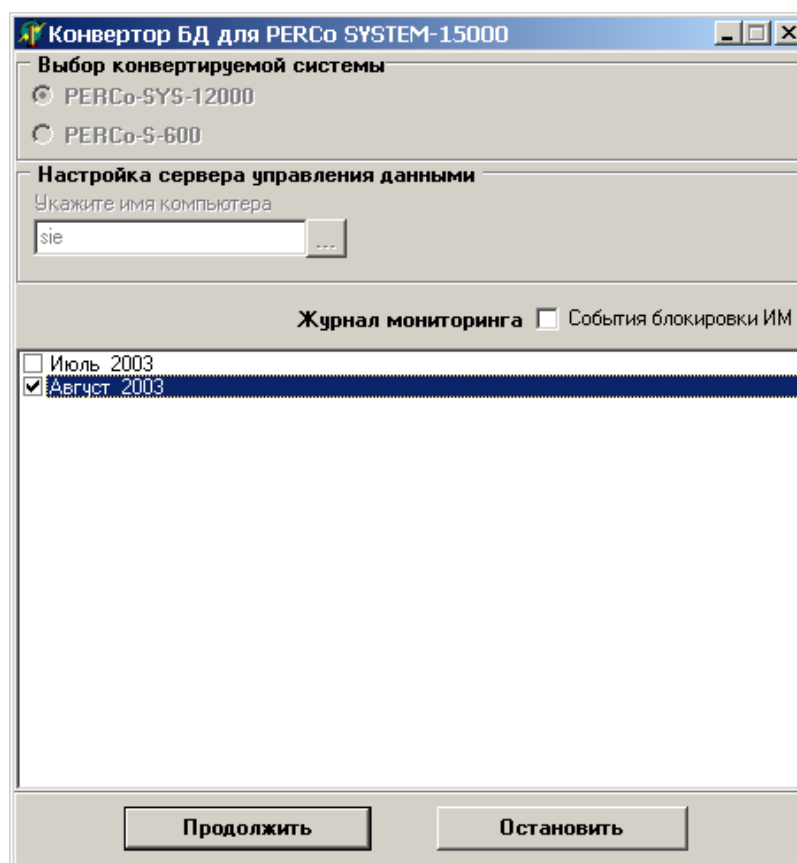 Конвертор БД для PERCo SYSTEM-15000
Выбор конвертируемой системы
PERCo-SYS-12000
PERCo-S-600
Настройка сервера управления данными
Укажите имя компьютера
sie
...
Журнал мониторинга События блокировки ИМ
Июль 2003
Август 2003
Продолжить Остановить